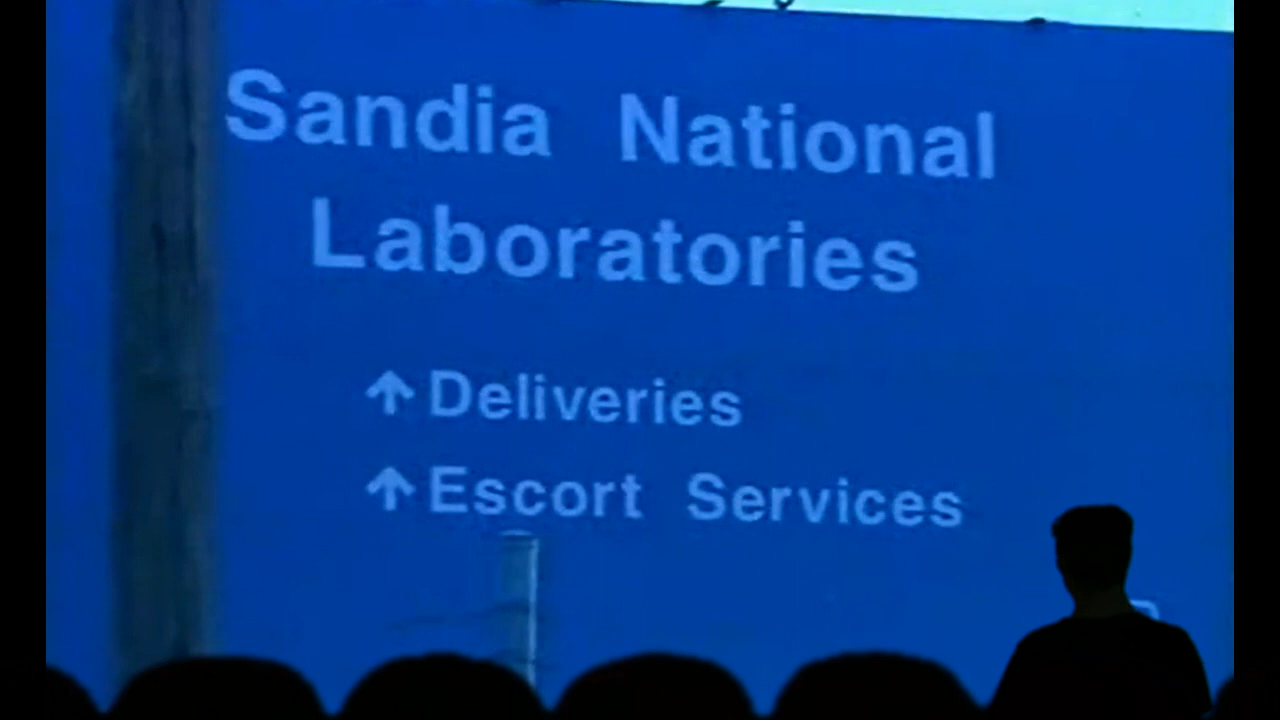 Sandia National
Laboratories
↑ Deliveries
↑ Escort Services